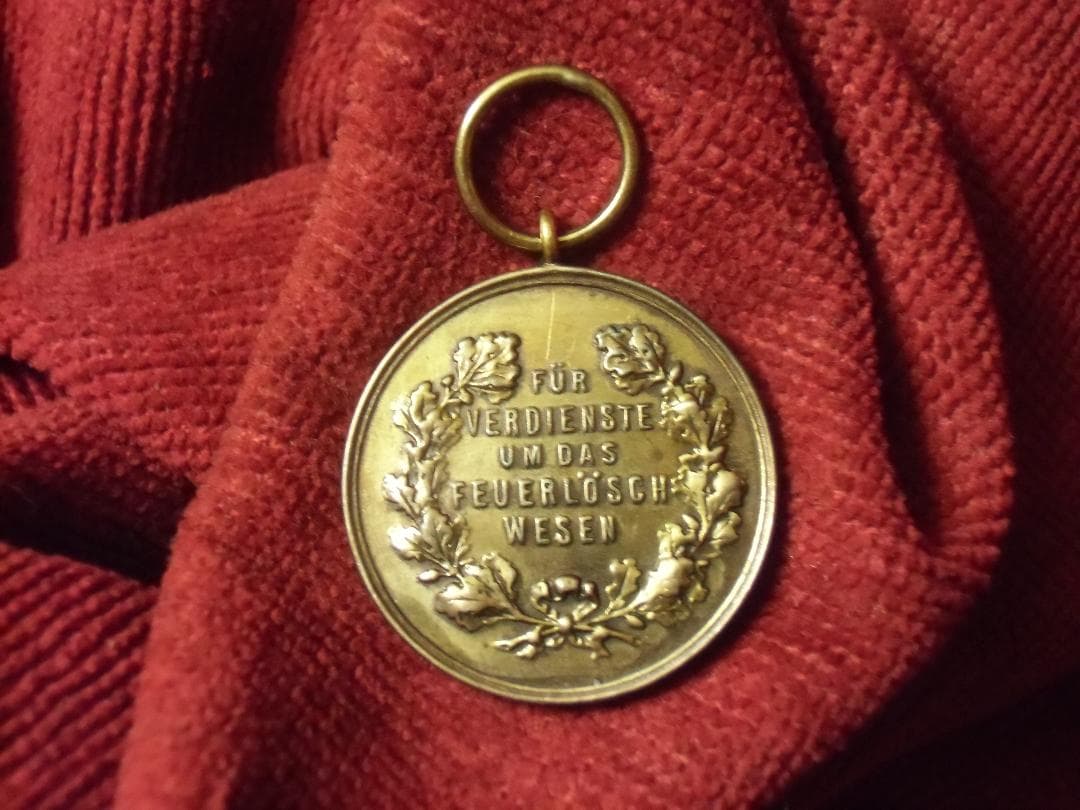 FÜR
VERDIENSTE
UM DAS
FEUERLÖSCH-
WESEN